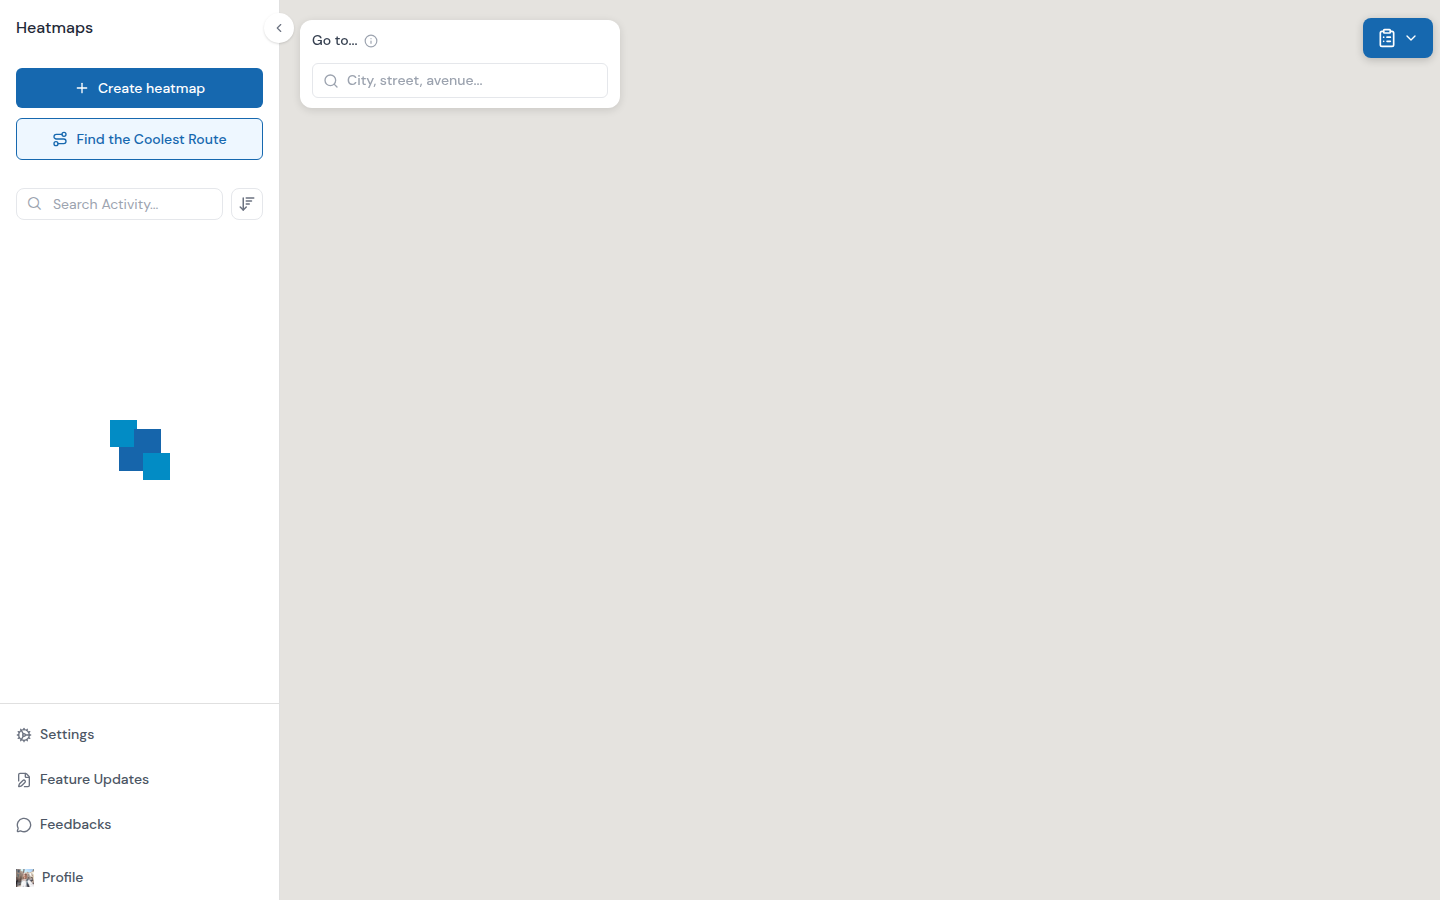 Heatmaps
Create heatmap
Find the Coolest Route
Search Activity...
Settings
Feature Updates
Feedbacks
Profile
Go to...
City, street, avenue...